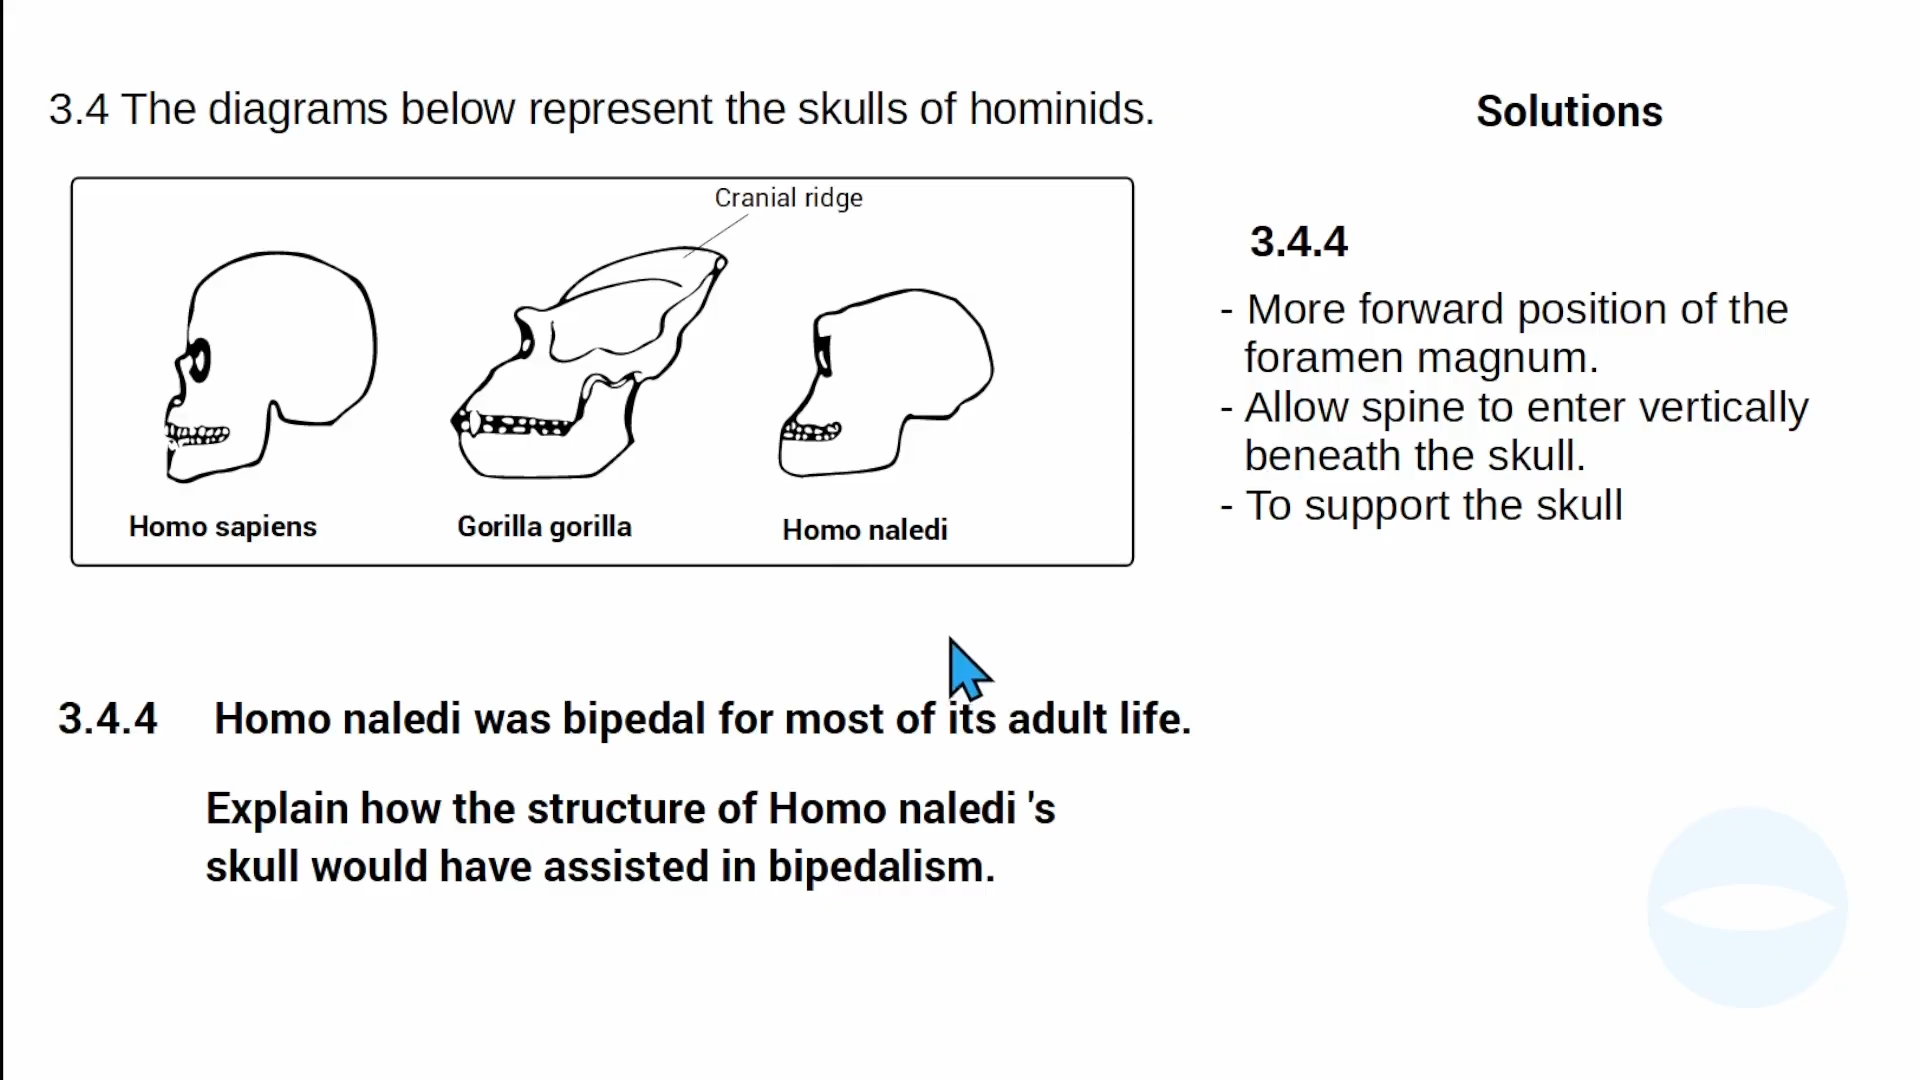 3.4 The diagrams below represent the skulls of hominids.
Cranial ridge
Homo sapiens
Gorilla gorilla
Homo naledi
3.4.4 Homo naledi was bipedal for most of its adult life.
Explain how the structure of Homo naledi 's
skull would have assisted in bipedalism.
Solutions
3.4.4
- More forward position of the
foramen magnum.
- Allow spine to enter vertically
beneath the skull.
- To support the skull